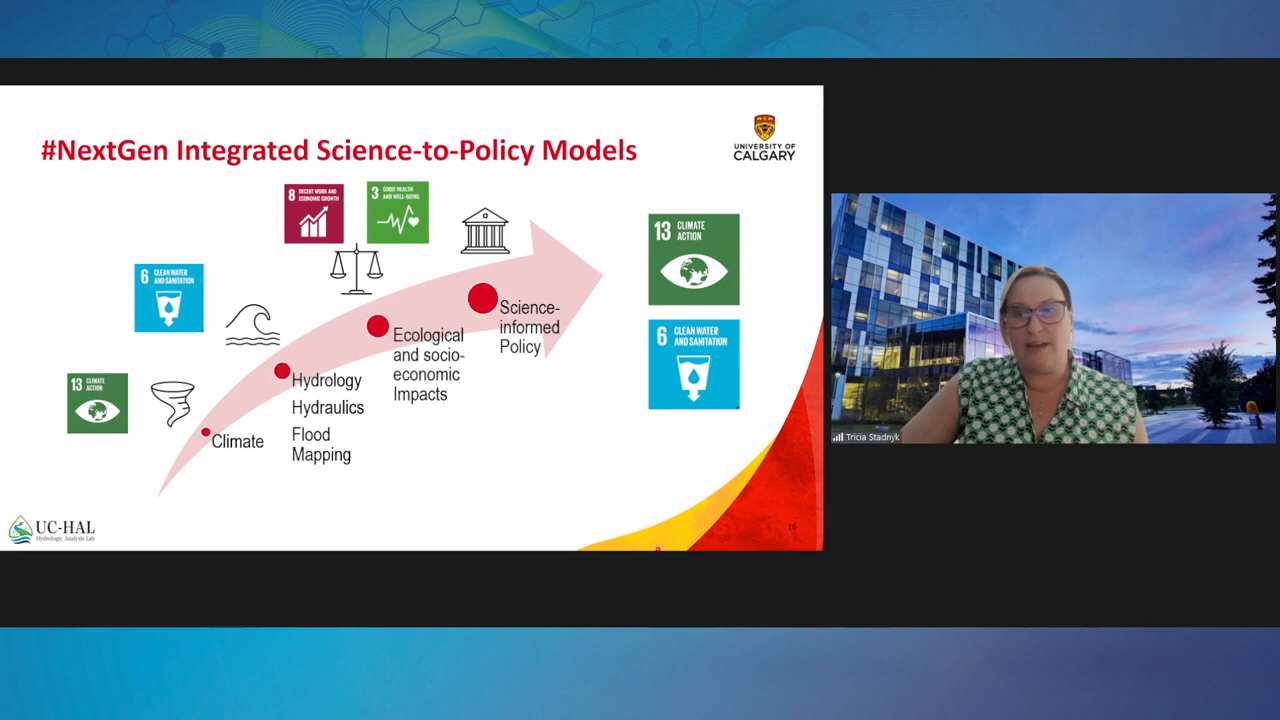 #NextGen Integrated Science-to-Policy Models
UNIVERSITY OF
CALGARY
8 DECENT WORK AND
ECONOMIC GROWTH
3 GOOD HEALTH
AND WELL-BEING
13 CLIMATE
ACTION
6 CLEAN WATER
AND SANITATION
6 CLEAN WATER
AND SANITATION
13 CLIMATE
ACTION
Climate
Hydrology
Hydraulics
Flood
Mapping
Ecological
and socio-
economic
Impacts
Science-
informed
Policy
UC-HAL
Hydrologic Analysis Lab
16
Tricia Stadnyk